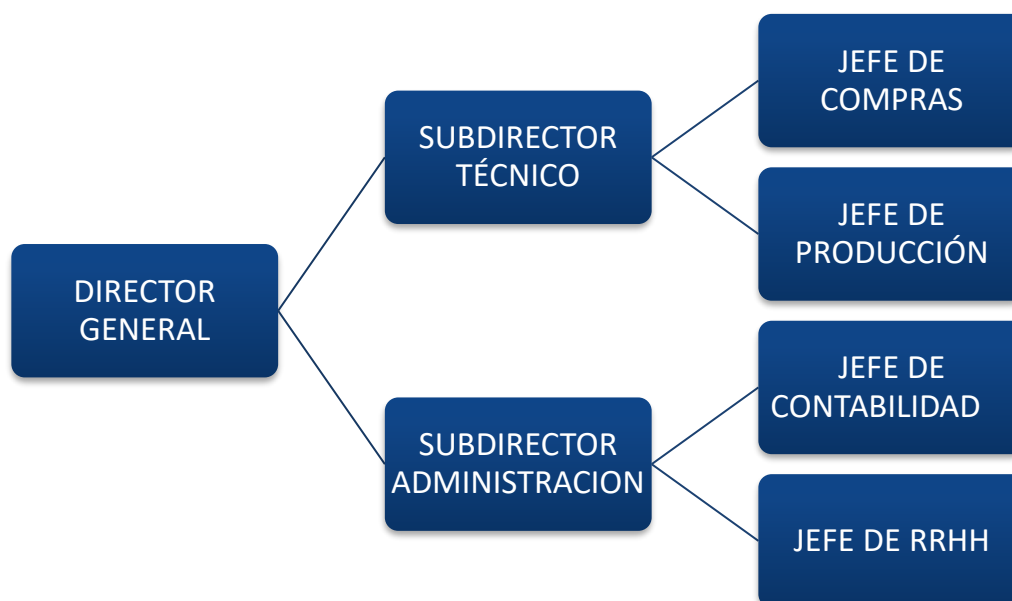 DIRECTOR
GENERAL
SUBDIRECTOR
TÉCNICO
JEFE DE
COMPRAS
JEFE DE
PRODUCCIÓN
SUBDIRECTOR
ADMINISTRACION
JEFE DE
CONTABILIDAD
JEFE DE RRHH